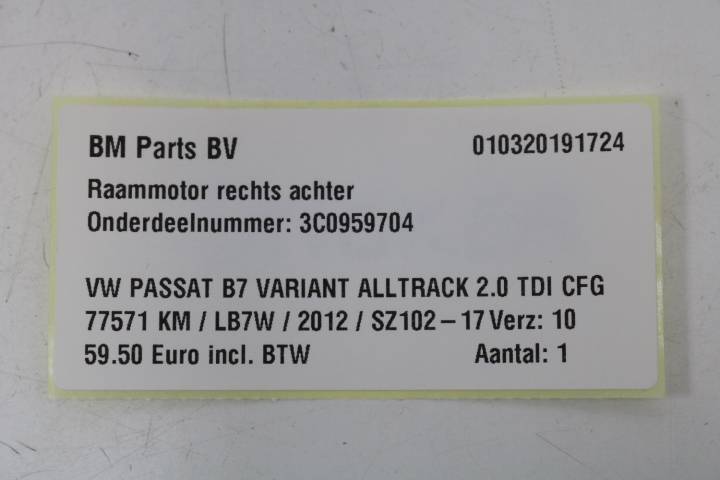 BM Parts BV 010320191724
Raammotor rechts achter
Onderdeelnummer: 3C0959704
VW PASSAT B7 VARIANT ALLTRACK 2.0 TDI CFG
77571 KM / LB7W / 2012 / SZ102-17 Verz: 10
59.50 Euro incl. BTW Aantal: 1